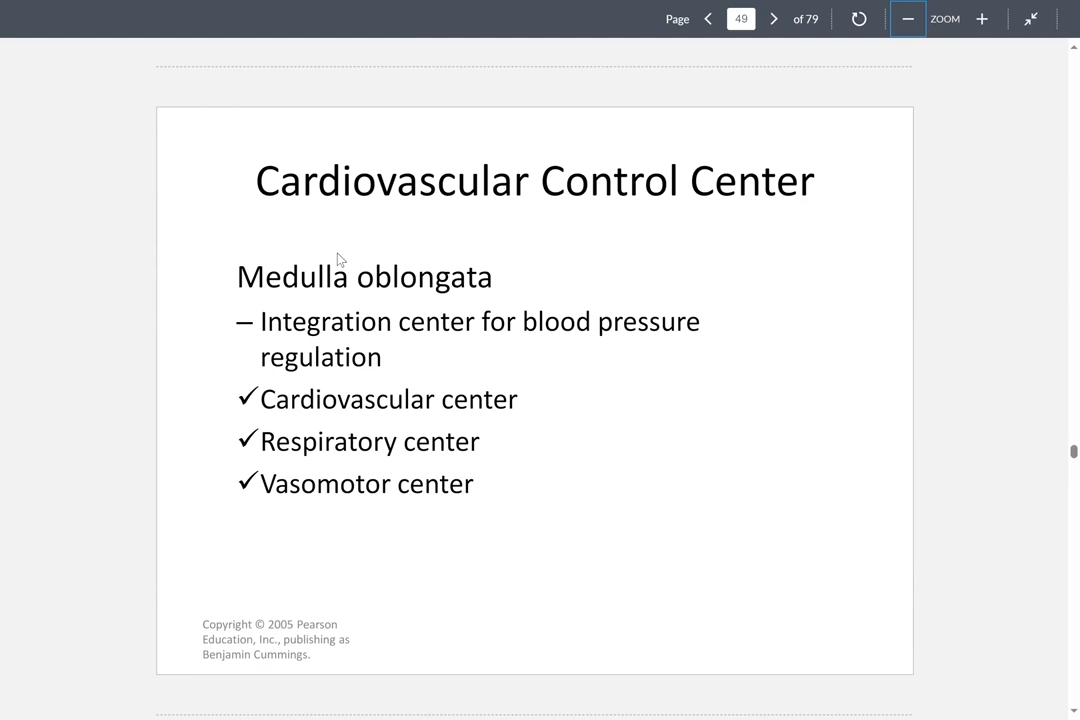 Page 49 of 79 ZOOM
Cardiovascular Control Center
Medulla oblongata
– Integration center for blood pressure
regulation
✓Cardiovascular center
✓Respiratory center
✓Vasomotor center
Copyright © 2005 Pearson
Education, Inc., publishing as
Benjamin Cummings.